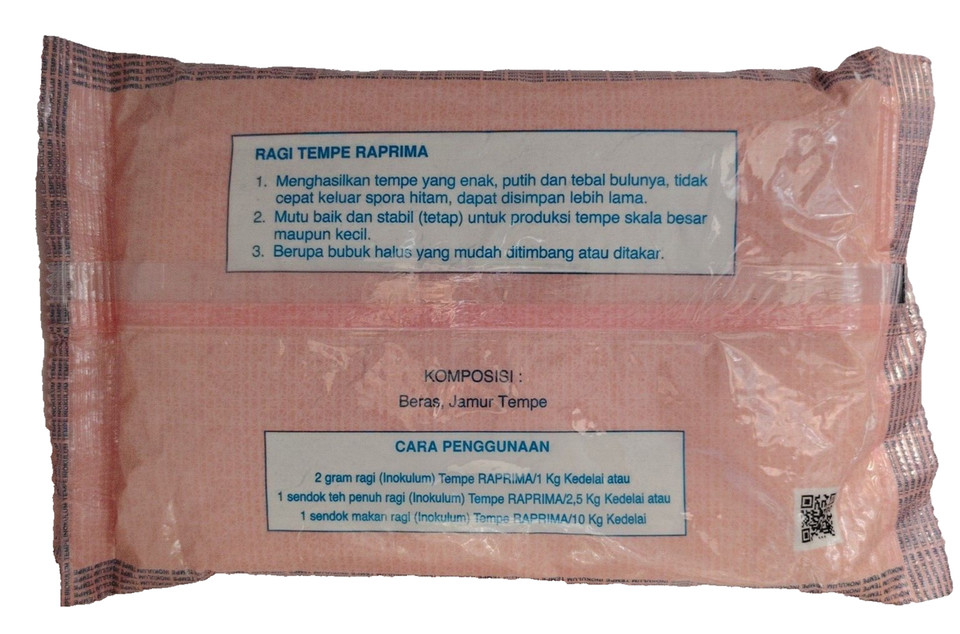 RAGI TEMPE RAPRIMA
1. Menghasilkan tempe yang enak, putih dan tebal bulunya, tidak
cepat keluar spora hitam, dapat disimpan lebih lama.
2. Mutu baik dan stabil (tetap) untuk produksi tempe skala besar
maupun kecil.
3. Berupa bubuk halus yang mudah ditimbang atau ditakar.
KOMPOSISI :
Beras, Jamur Tempe
CARA PENGGUNAAN
2 gram ragi (Inokulum) Tempe RAPRIMA/1 Kg Kedelai atau
1 sendok teh penuh ragi (Inokulum) Tempe RAPRIMA/2,5 Kg Kedelai atau
1 sendok makan ragi (Inokulum) Tempe RAPRIMA/10 Kg Kedelai